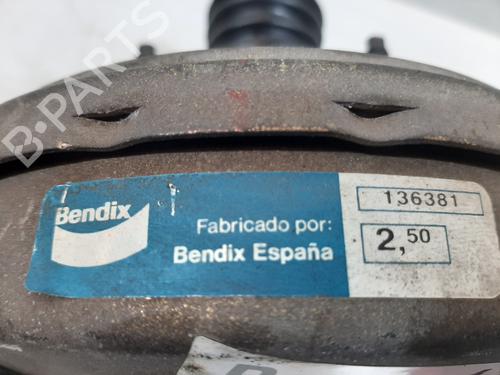 B-PARTS
Bendix
Fabricado por:
Bendix España
136381
2,50